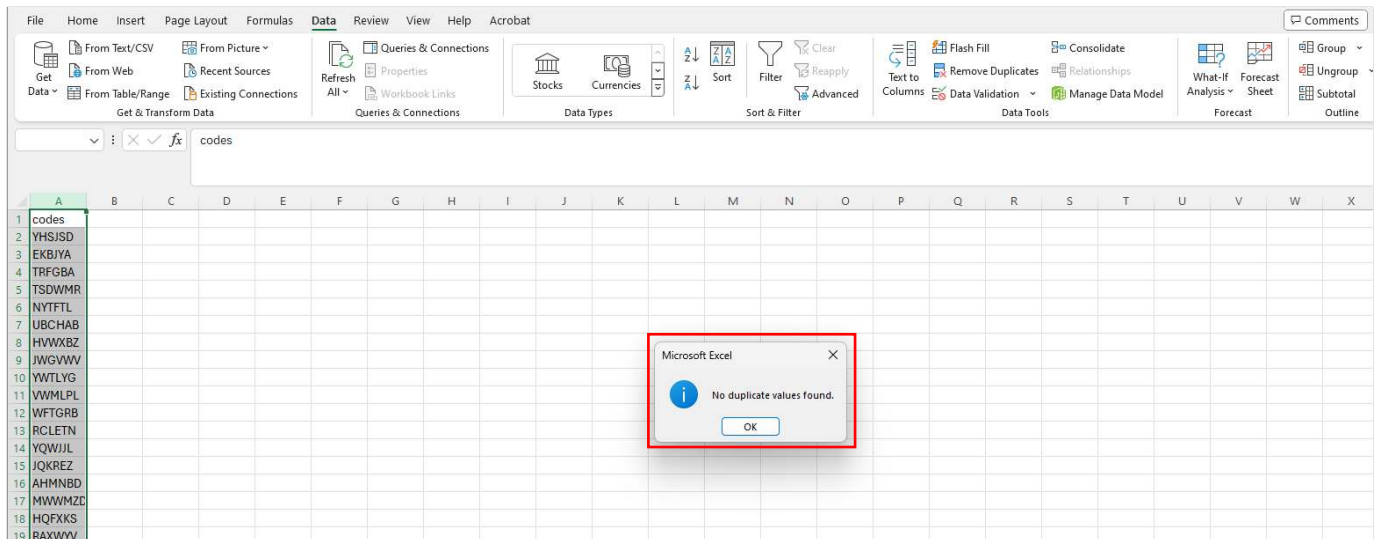 File Home Insert Page Layout Formulas Data Review View Help Acrobat Comments
From Text/CSV From Picture Queries & Connections Clear Flash Fill Consolidate Group
Get Data From Web Recent Sources Refresh All Properties Stocks Currencies Sort Filter Reapply Text to Columns Remove Duplicates Relationships What-If Analysis Forecast Sheet Ungroup
From Table/Range Existing Connections Workbook Links Advanced Data Validation Manage Data Model Subtotal
Get & Transform Data Queries & Connections Data Types Sort & Filter Data Tools Forecast Outline
fx codes
A B C D E F G H I J K L M N O P Q R S T U V W X
1 codes
2 YHSJSD
3 EKBJYA
4 TRFGBA
5 TSDWMR
6 NYTFTL
7 UBCHAB
8 HVWXBZ
9 JWGVWV
10 YWTLYG
11 VWMLPL
12 WFTGRB
13 RCLETN
14 YQWJJL
15 JQKREZ
16 AHMNBD
17 MWWMZD
18 HQFXKS
19 BAXWYV
Microsoft Excel
No duplicate values found.
OK